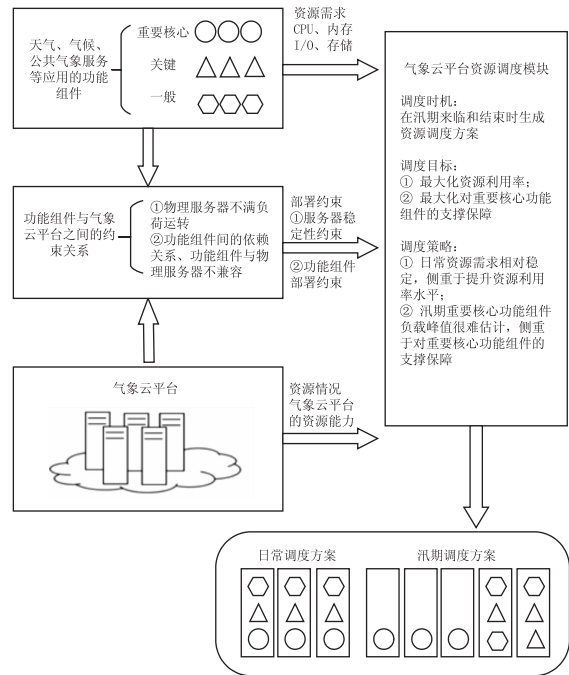 天气、气候、
公共气象服务
等应用的功能
组件
重要核心
关键
一般
资源需求
CPU、内存
I/O、存储
功能组件与气象
云平台之间的约
束关系
①物理服务器不满负
荷运转
②功能组件间的依赖
关系、功能组件与物
理服务器不兼容
部署约束
①服务器稳
定性约束
②功能组件
部署约束
气象云平台
资源情况
气象云平台
的资源能力
气象云平台资源调度模块
调度时机：
在汛期来临和结束时生成
资源调度方案
调度目标：
① 最大化资源利用率；
② 最大化对重要核心功能
组件的支撑保障
调度策略：
① 日常资源需求相对稳
定，侧重于提升资源利用
率水平；
② 汛期重要核心功能组件
负载峰值很难估计，侧重
于对重要核心功能组件的
支撑保障
日常调度方案
汛期调度方案